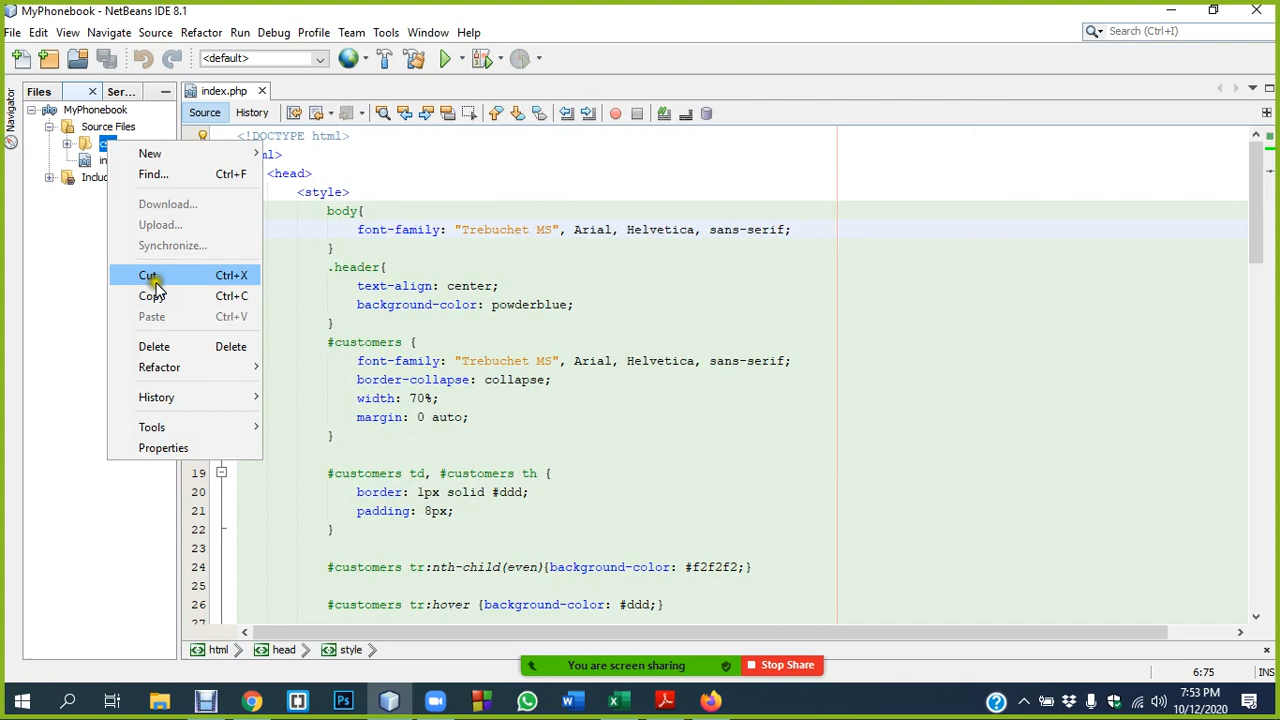 MyPhonebook - NetBeans IDE 8.1
File Edit View Navigate Source Refactor Run Debug Profile Team Tools Window Help
Search (Ctrl+I)
<default>
Files
Ser...
index.php
Navigator
Source History
MyPhonebook
Source Files
in
Inclu
New
Find... Ctrl+F
Download...
Upload...
Synchronize...
Cut Ctrl+X
Copy Ctrl+C
Paste Ctrl+V
Delete Delete
Refactor
History
Tools
Properties
<!DOCTYPE html>
ml>
<head>
<style>
body{
font-family: "Trebuchet MS", Arial, Helvetica, sans-serif;
}
.header{
text-align: center;
background-color: powderblue;
}
#customers {
font-family: "Trebuchet MS", Arial, Helvetica, sans-serif;
border-collapse: collapse;
width: 70%;
margin: 0 auto;
}
19 #customers td, #customers th {
20 border: 1px solid #ddd;
21 padding: 8px;
22 }
23
24 #customers tr:nth-child(even){background-color: #f2f2f2;}
25
26 #customers tr:hover {background-color: #ddd;}
27
html head style
You are screen sharing
Stop Share
6:75 INS
7:53 PM
10/12/2020